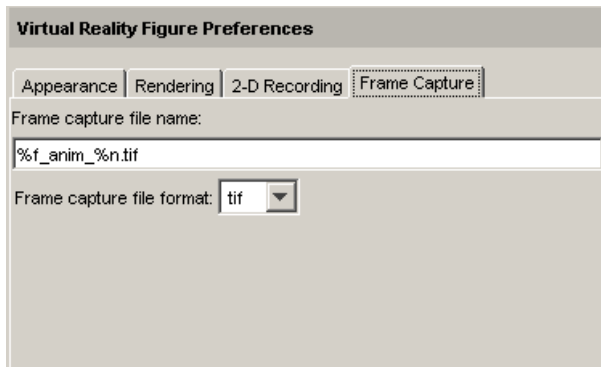 Virtual Reality Figure Preferences
Appearance Rendering 2-D Recording Frame Capture
Frame capture file name:
%f_anim_%n.tif
Frame capture file format: tif